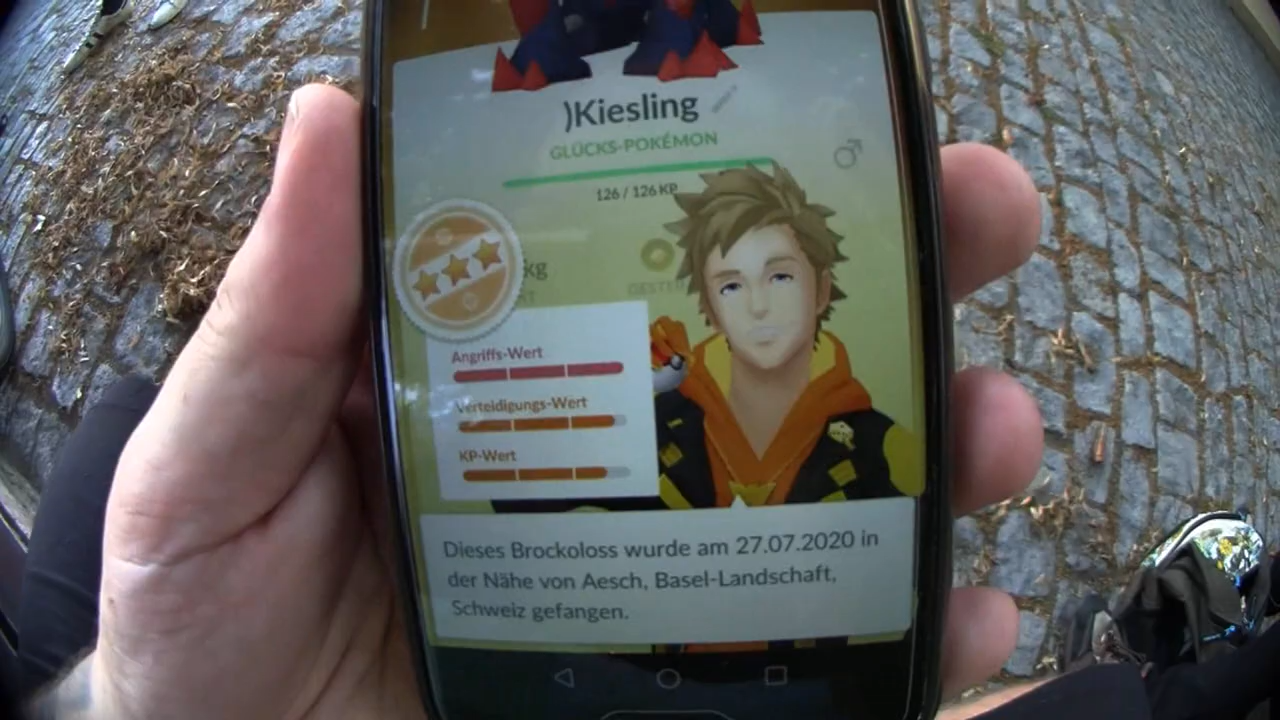 )Kiesling
GLÜCKS-POKÉMON
126 / 126 KP
kg
Angriffs-Wert
Verteidigungs-Wert
KP-Wert
Dieses Brockoloss wurde am 27.07.2020 in
der Nähe von Aesch, Basel-Landschaft,
Schweiz gefangen.